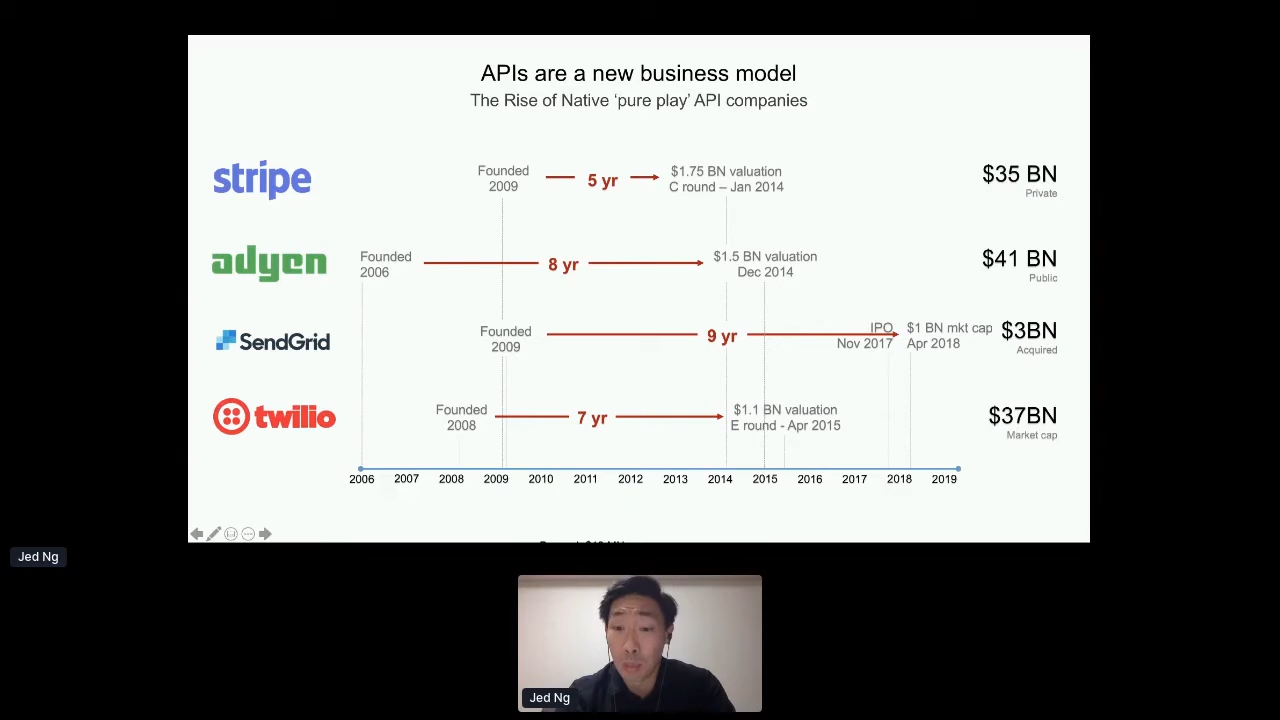 APIs are a new business model
The Rise of Native ‘pure play’ API companies
stripe
Founded
2009
5 yr
$1.75 BN valuation
C round – Jan 2014
$35 BN
Private
adyen
Founded
2006
8 yr
$1.5 BN valuation
Dec 2014
$41 BN
Public
SendGrid
Founded
2009
9 yr
IPO
Nov 2017
$1 BN mkt cap
Apr 2018
$3BN
Acquired
twilio
Founded
2008
7 yr
$1.1 BN valuation
E round - Apr 2015
$37BN
Market cap
2006 2007 2008 2009 2010 2011 2012 2013 2014 2015 2016 2017 2018 2019
Jed Ng
Jed Ng